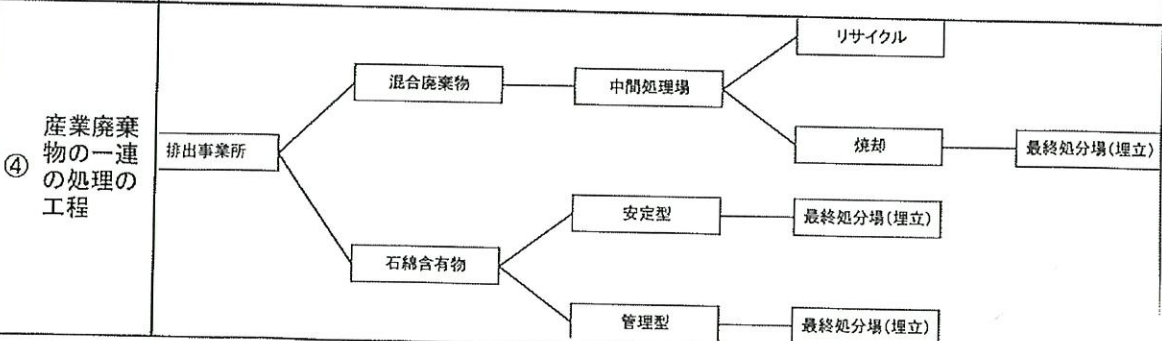 ④
産業廃棄
物の一連
の処理の
工程
排出事業所
混合廃棄物
中間処理場
リサイクル
焼却
最終処分場(埋立)
石綿含有物
安定型
最終処分場(埋立)
管理型
最終処分場(埋立)